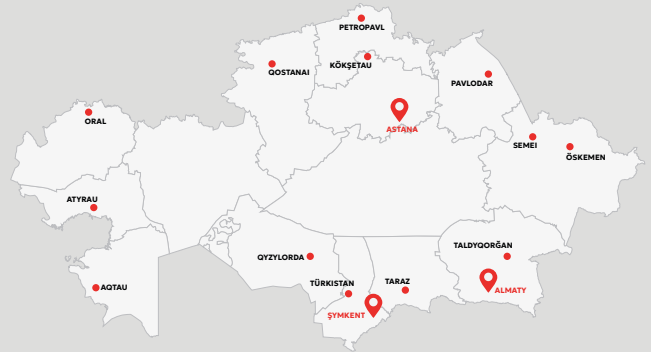 PETROPAVL
KÖKŞETAU
QOSTANAI
PAVLODAR
ASTANA
ORAL
SEMEI
ÖSKEMEN
ATYRAU
TALDYQORĞAN
QYZYLORDA
TÜRKISTAN
TARAZ
AQTAU
ALMATY
ŞYMKENT